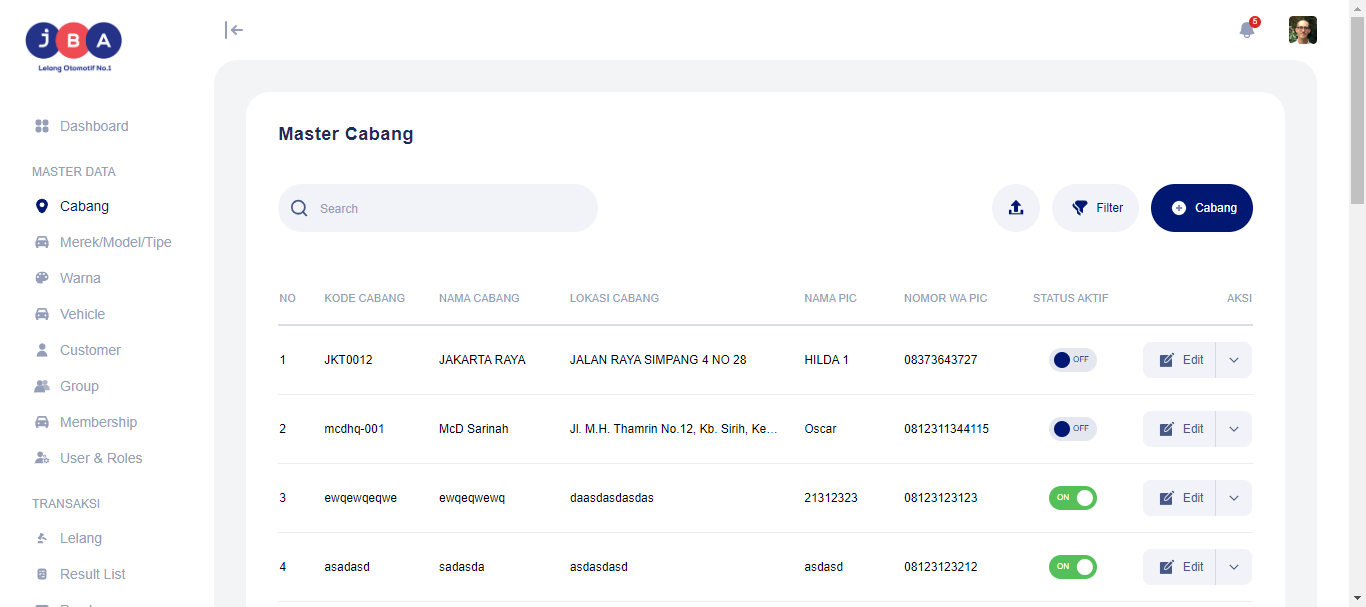 JBA
Lelang Otomotif No.1
5
Dashboard
MASTER DATA
Cabang
Merek/Model/Tipe
Warna
Vehicle
Customer
Group
Membership
User & Roles
TRANSAKSI
Lelang
Result List
Master Cabang
Search
Filter
Cabang
NO KODE CABANG NAMA CABANG LOKASI CABANG NAMA PIC NOMOR WA PIC STATUS AKTIF AKSI
1 JKT0012 JAKARTA RAYA JALAN RAYA SIMPANG 4 NO 28 HILDA 1 08373643727 OFF Edit
2 mcdhq-001 McD Sarinah Jl. M.H. Thamrin No.12, Kb. Sirih, Ke... Oscar 0812311344115 OFF Edit
3 ewqewqeqwe ewqeqwewq daasdasdasdas 21312323 08123123123 ON Edit
4 asadasd sadasda asdasdasd asdasd 08123123212 ON Edit